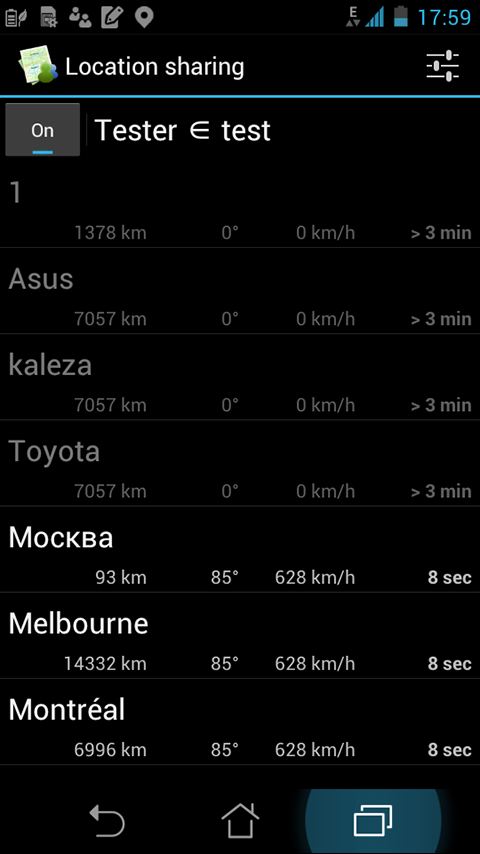 E 17:59
Location sharing
On Tester ∈ test
1
1378 km 0° 0 km/h > 3 min
Asus
7057 km 0° 0 km/h > 3 min
kaleza
7057 km 0° 0 km/h > 3 min
Toyota
7057 km 0° 0 km/h > 3 min
Москва
93 km 85° 628 km/h 8 sec
Melbourne
14332 km 85° 628 km/h 8 sec
Montréal
6996 km 85° 628 km/h 8 sec